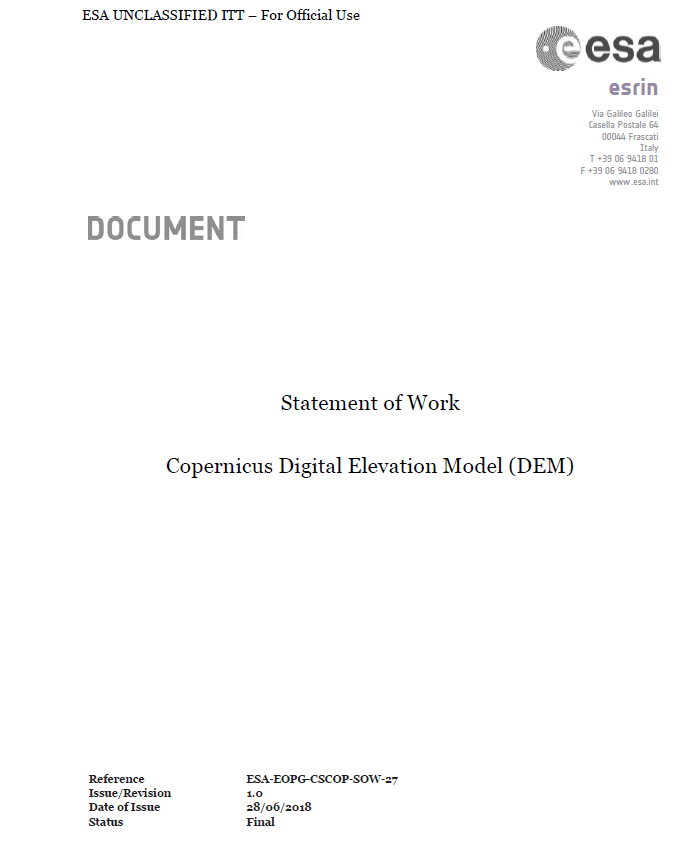 ESA UNCLASSIFIED ITT – For Official Use
esa
esrin
Via Galileo Galilei
Casella Postale 64
00044 Frascati
Italy
T +39 06 9418 01
F +39 06 9418 0280
www.esa.int
DOCUMENT
Statement of Work
Copernicus Digital Elevation Model (DEM)
Reference ESA-EOPG-CSCOP-SOW-27
Issue/Revision 1.0
Date of Issue 28/06/2018
Status Final